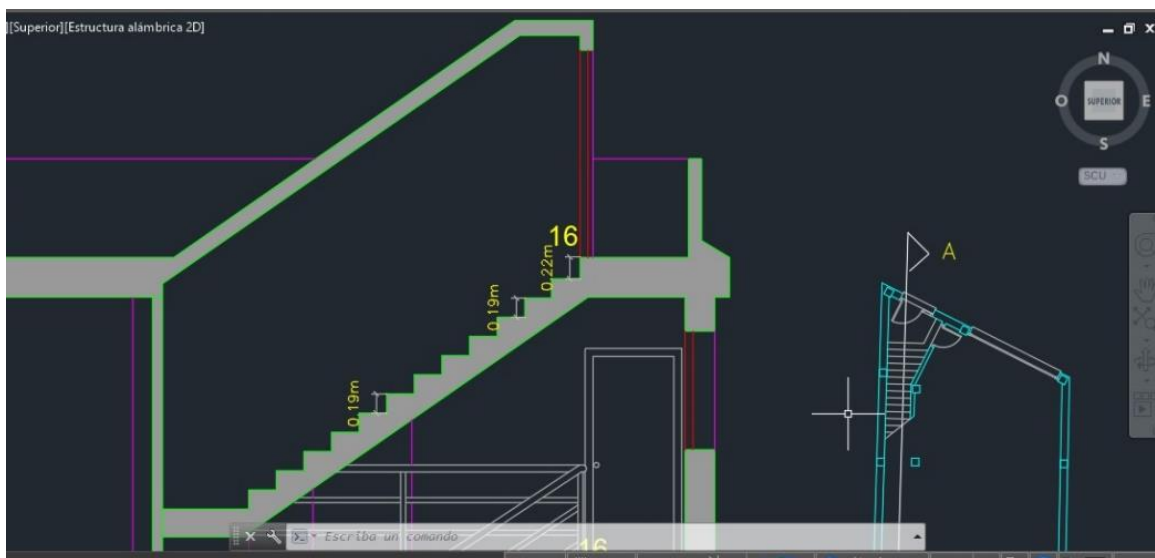 ][Superior][Estructura alámbrica 2D]
N
O
SUPERIOR
E
S
SCU
16
0.22m
0.19m
0.19m
A
Escriba un comando
16